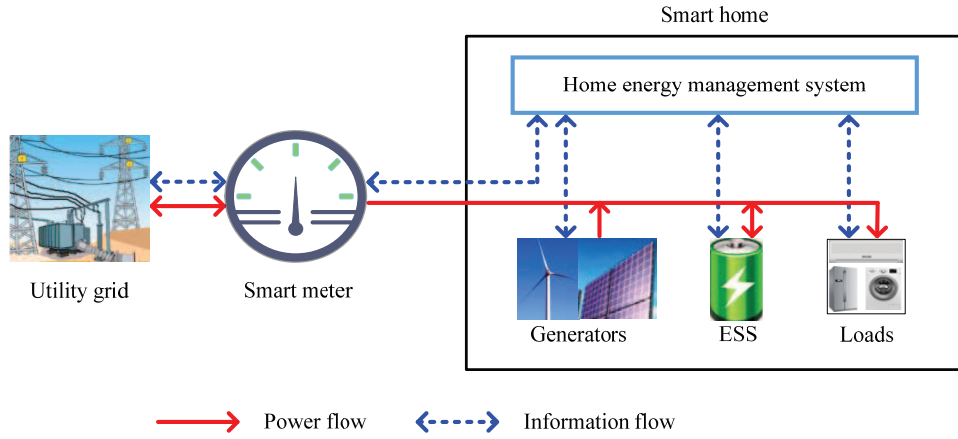 Smart home
Home energy management system
Utility grid
Smart meter
Generators
ESS
Loads
Power flow
Information flow